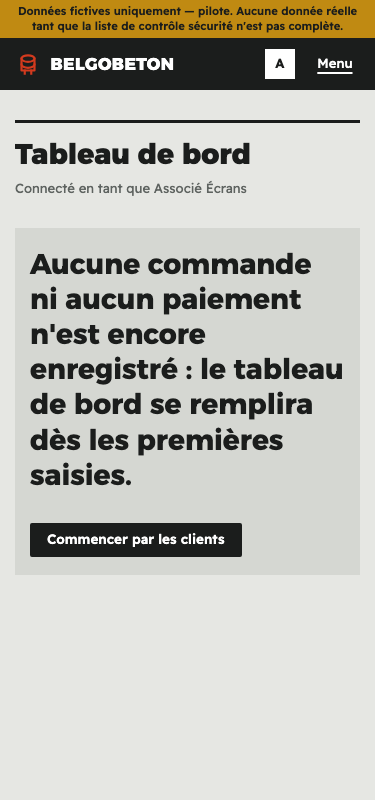 Données fictives uniquement — pilote. Aucune donnée réelle
tant que la liste de contrôle sécurité n'est pas complète.
BELGOBETON
A
Menu
Tableau de bord
Connecté en tant que Associé Écrans
Aucune commande
ni aucun paiement
n'est encore
enregistré : le tableau
de bord se remplira
dès les premières
saisies.
Commencer par les clients